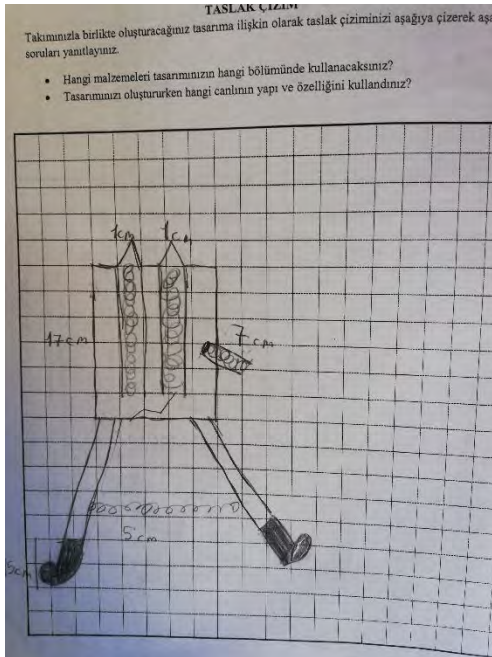 TASLAK ÇİZİM
Takımınızla birlikte oluşturacağınız tasarıma ilişkin olarak taslak çiziminizi aşağıya çizerek aşa
soruları yanıtlayınız.
• Hangi malzemeleri tasarımınızın hangi bölümünde kullanacaksınız?
• Tasarımınızı oluştururken hangi canlının yapı ve özelliğini kullandınız?
1cm 1cm
17cm
7cm
5cm
5cm